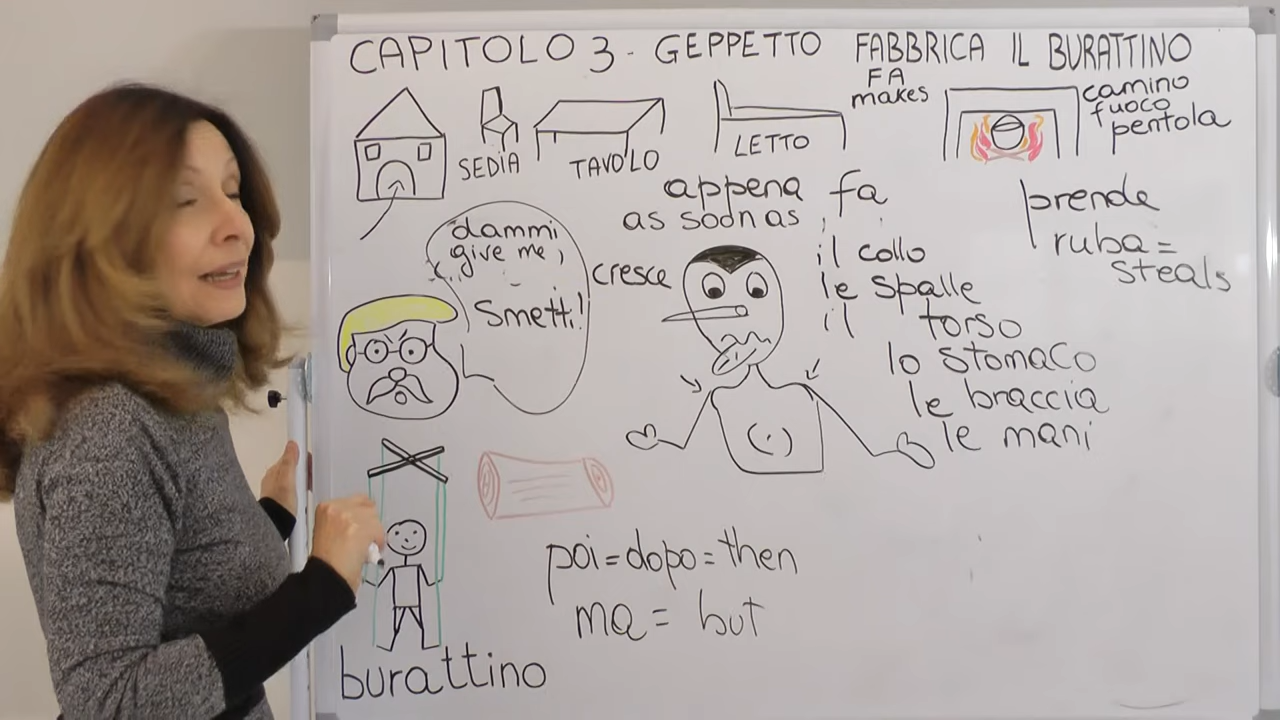 CAPITOLO 3 - GEPPETTO FABBRICA IL BURATTINO
FA
makes
SEDIA
TAVOLO
LETTO
camino
fuoco
pentola
appena fa
as soon as
prende
ruba =
steals
dammi
give me,
Smetti!
cresce
il collo
le spalle
il torso
lo stomaco
le braccia
le mani
poi=dopo=then
ma = but
burattino